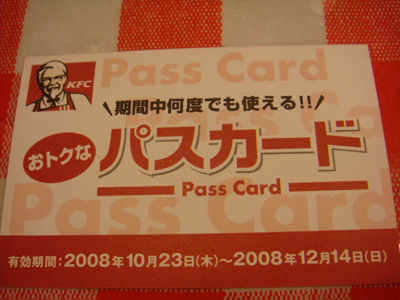 KFC
Pass Card
期間中何度でも使える!!
Pass Card
おトクな
パスカード
Pass Card
Pass Card
有効期間:2008年10月23日(木)〜2008年12月14日(日)